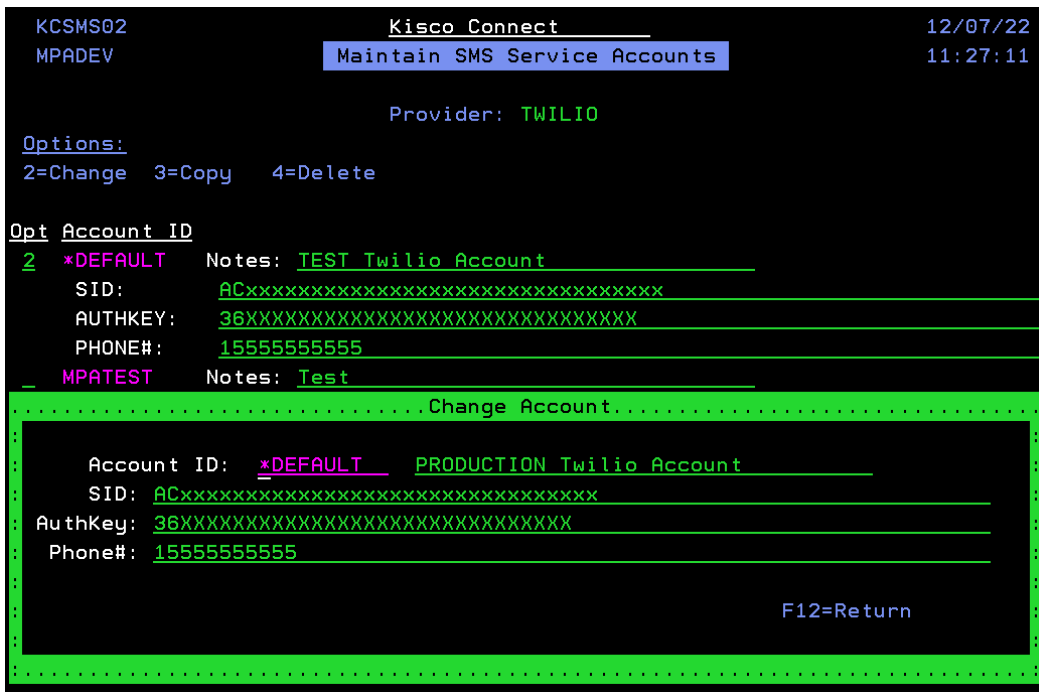 KCSMS02 Kisco Connect 12/07/22
MPADEV Maintain SMS Service Accounts 11:27:11
Provider: TWILIO
Options:
2=Change 3=Copy 4=Delete
Opt Account ID
2 *DEFAULT Notes: TEST Twilio Account
SID: ACxxxxxxxxxxxxxxxxxxxxxxxxxxxxxxxx
AUTHKEY: 36XXXXXXXXXXXXXXXXXXXXXXXXXXXXXX
PHONE#: 15555555555
_ MPATEST Notes: Test
................................Change Account.................................
Account ID: *DEFAULT PRODUCTION Twilio Account
SID: ACxxxxxxxxxxxxxxxxxxxxxxxxxxxxxxxx
AuthKey: 36XXXXXXXXXXXXXXXXXXXXXXXXXXXXXX
Phone#: 15555555555
F12=Return